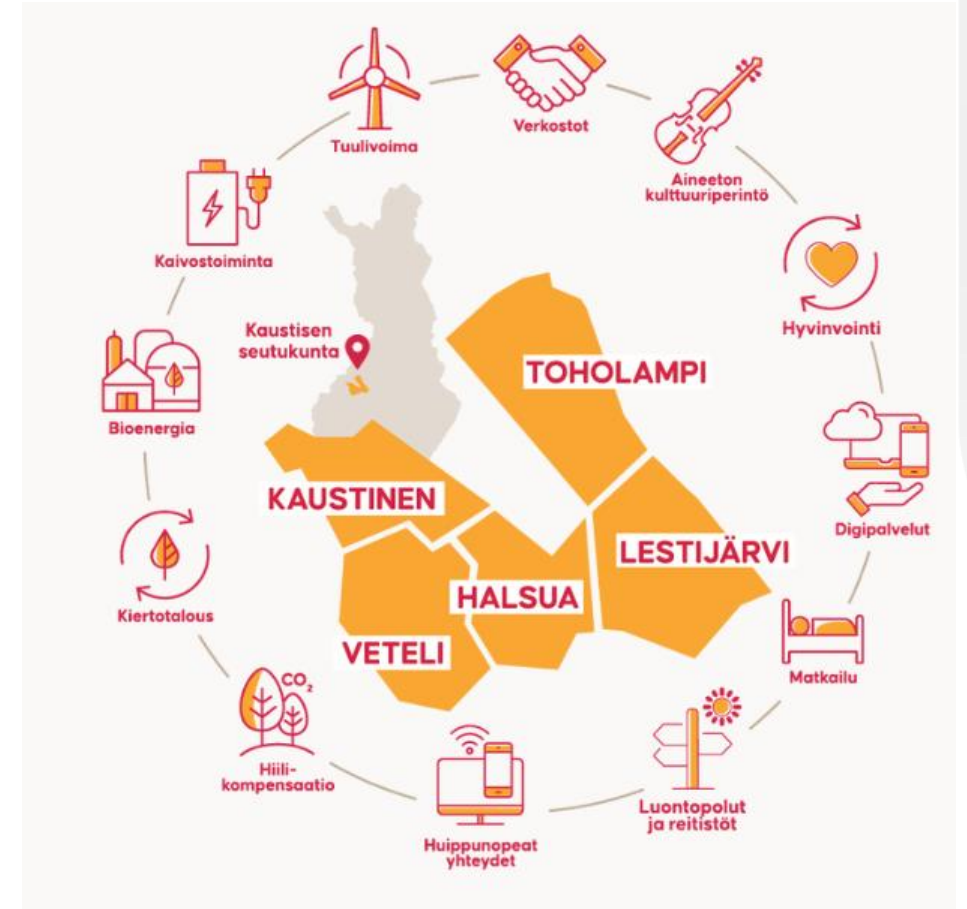 Tuulivoima
Verkostot
Aineeton
kulttuuriperintö
Hyvinvointi
Digipalvelut
Matkailu
Luontopolut
ja reitistöt
Huippunopeat
yhteydet
CO₂
Hiili-
kompensaatio
Kiertotalous
Bioenergia
Kaivostoiminta
Kaustisen
seutukunta
TOHOLAMPI
KAUSTINEN
LESTIJÄRVI
HALSUA
VETELI